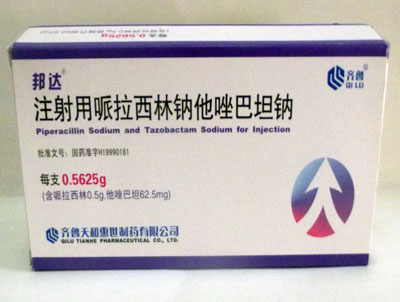 邦达®
齐鲁®
QI LU
注射用哌拉西林钠他唑巴坦钠
Piperacillin Sodium and Tazobactam Sodium for Injection
批准文号：国药准字H19990181
每支0.5625g
(含哌拉西林0.5g,他唑巴坦62.5mg)
齐鲁天和惠世制药有限公司
QILU TIANHE PHARMACEUTICAL CO., LTD.